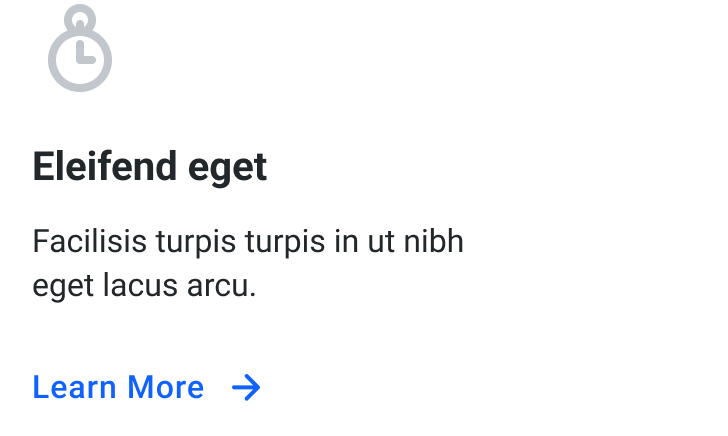 Eleifend eget
Facilisis turpis turpis in ut nibh
eget lacus arcu.
Learn More